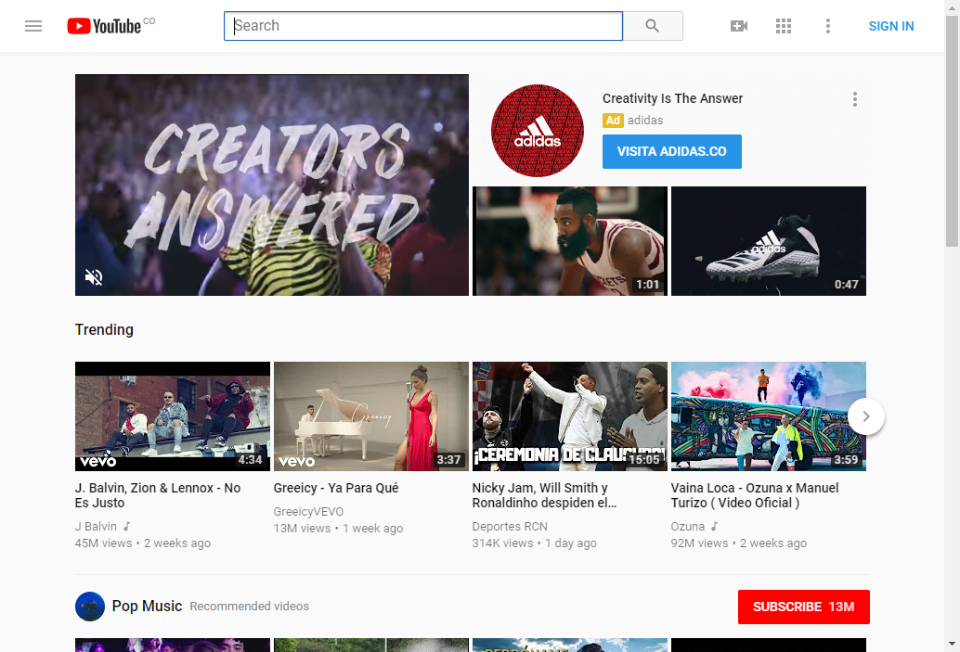 YouTube CO
Search
SIGN IN
CREATORS
ANSWERED
adidas
Creativity Is The Answer
Ad adidas
VISITA ADIDAS.CO
1:01
adidas
0:47
Trending
vevo
4:34
Greeicy
vevo
3:37
¡CEREMONIA DE CLAUSURA!
15:05
3:59
J. Balvin, Zion & Lennox - No
Es Justo
J Balvin
45M views • 2 weeks ago
Greeicy - Ya Para Qué
GreeicyVEVO
13M views • 1 week ago
Nicky Jam, Will Smith y
Ronaldinho despiden el...
Deportes RCN
314K views • 1 day ago
Vaina Loca - Ozuna x Manuel
Turizo ( Video Oficial )
Ozuna
92M views • 2 weeks ago
Pop Music Recommended videos
SUBSCRIBE 13M